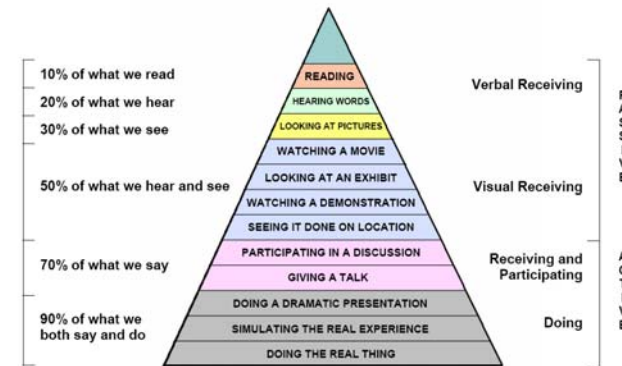 10% of what we read
READING
Verbal Receiving
20% of what we hear
HEARING WORDS
30% of what we see
LOOKING AT PICTURES
WATCHING A MOVIE
50% of what we hear and see
LOOKING AT AN EXHIBIT
Visual Receiving
WATCHING A DEMONSTRATION
SEEING IT DONE ON LOCATION
70% of what we say
PARTICIPATING IN A DISCUSSION
GIVING A TALK
Receiving and
Participating
90% of what we
both say and do
DOING A DRAMATIC PRESENTATION
SIMULATING THE REAL EXPERIENCE
DOING THE REAL THING
Doing